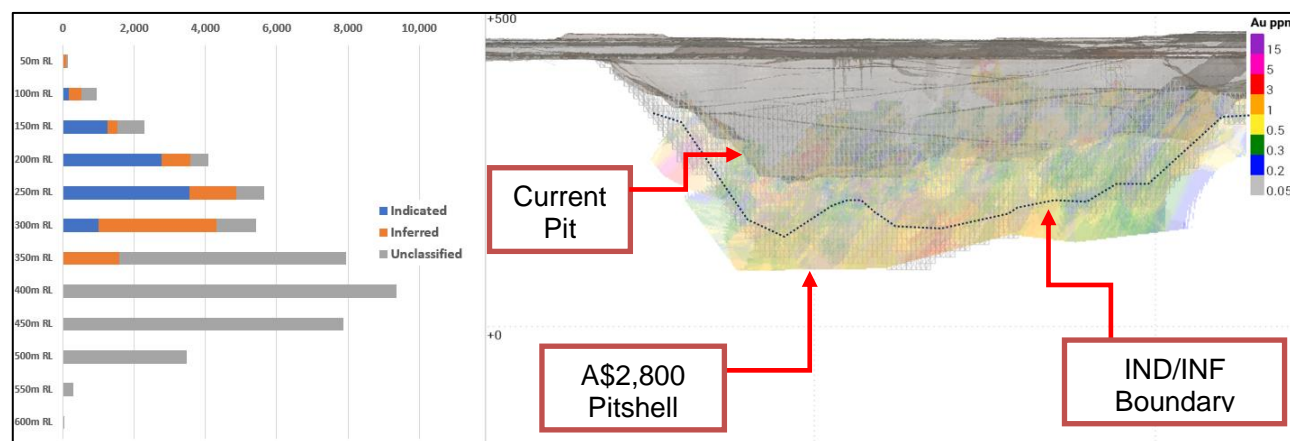 0 2,000 4,000 6,000 8,000 10,000
50m RL
100m RL
150m RL
200m RL
250m RL
300m RL
350m RL
400m RL
450m RL
500m RL
550m RL
600m RL
Indicated
Inferred
Unclassified
+500
+0
Current
Pit
A$2,800
Pitshell
IND/INF
Boundary
Au ppm
15
5
3
1
0.5
0.3
0.2
0.05